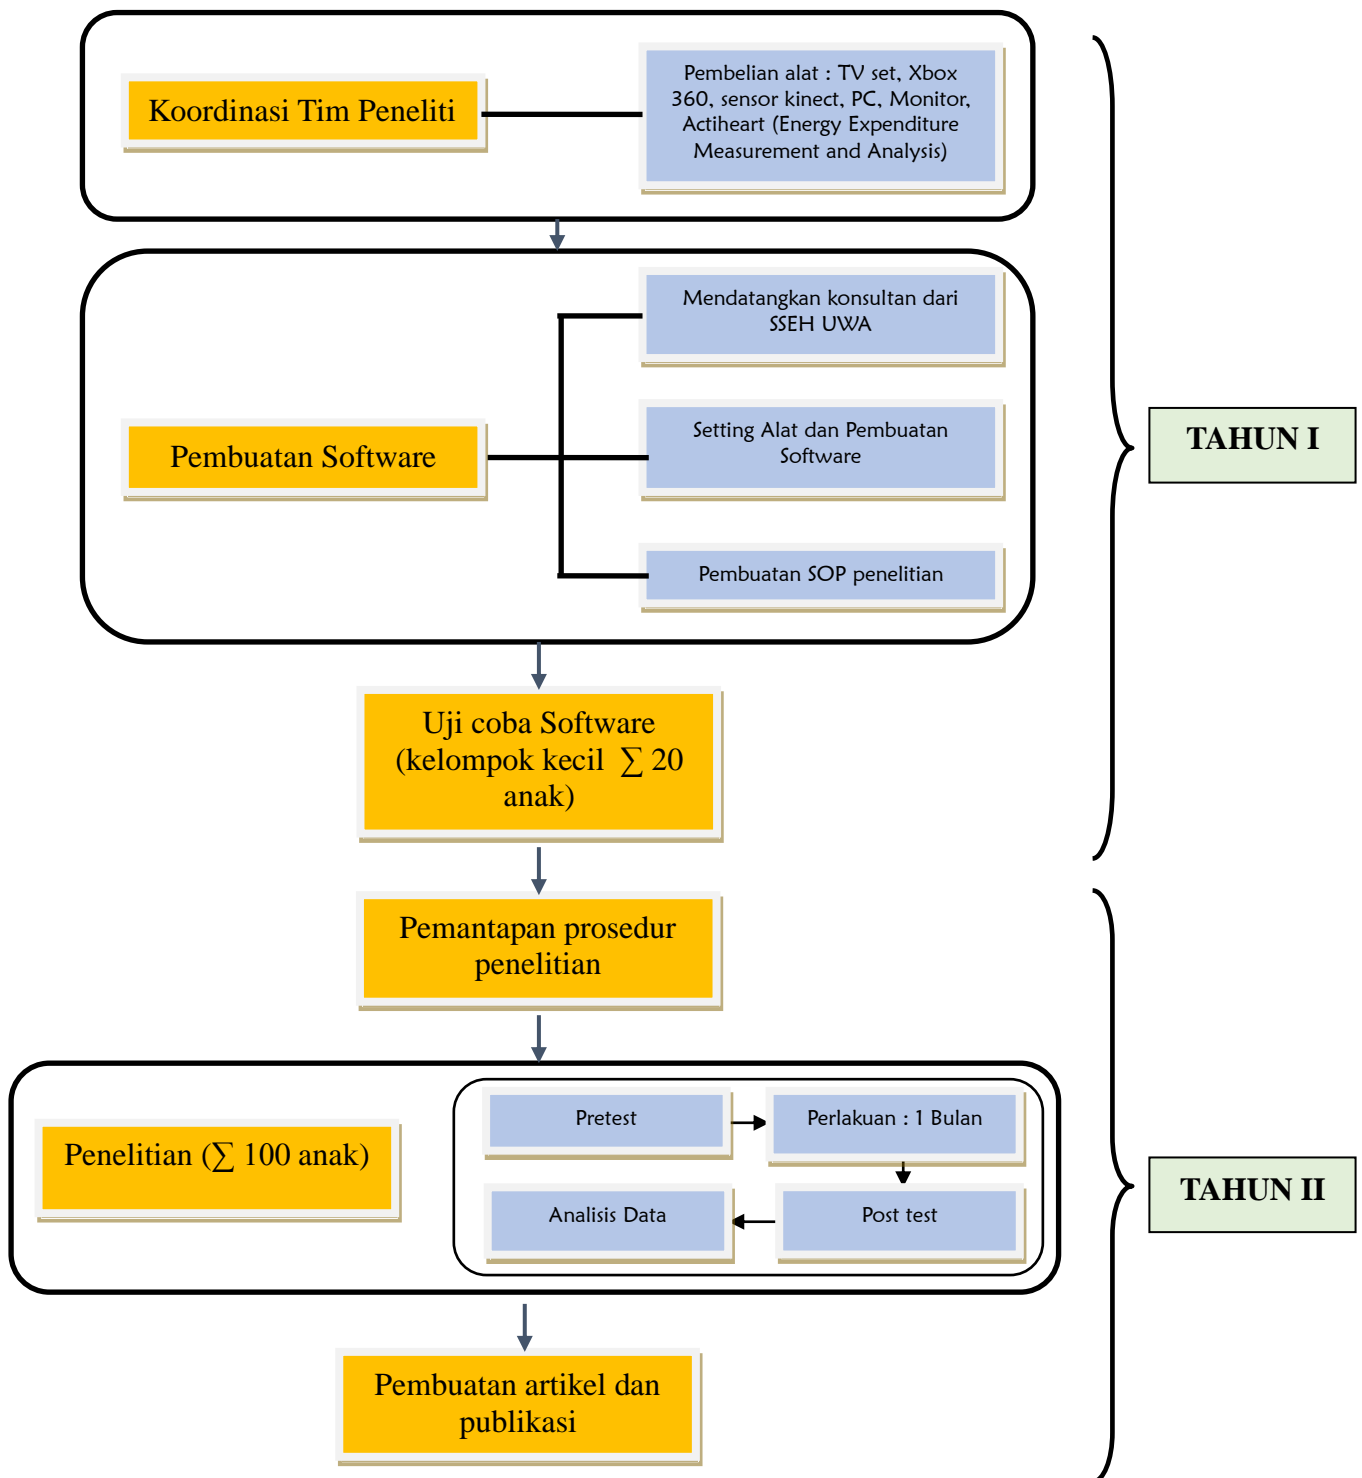 Koordinasi Tim Peneliti
Pembelian alat : TV set, Xbox
360, sensor kinect, PC, Monitor,
Actiheart (Energy Expenditure
Measurement and Analysis)
Pembuatan Software
Mendatangkan konsultan dari
SSEH UWA
Setting Alat dan Pembuatan
Software
Pembuatan SOP penelitian
TAHUN I
Uji coba Software
(kelompok kecil ∑ 20
anak)
Pemantapan prosedur
penelitian
Penelitian (∑ 100 anak)
Pretest
Perlakuan : 1 Bulan
Analisis Data
Post test
TAHUN II
Pembuatan artikel dan
publikasi